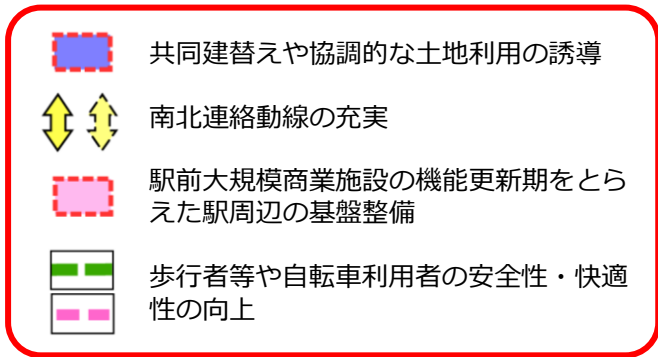 共同建替えや協調的な土地利用の誘導
南北連絡動線の充実
駅前大規模商業施設の機能更新期をとら
えた駅周辺の基盤整備
歩行者等や自転車利用者の安全性・快適
性の向上